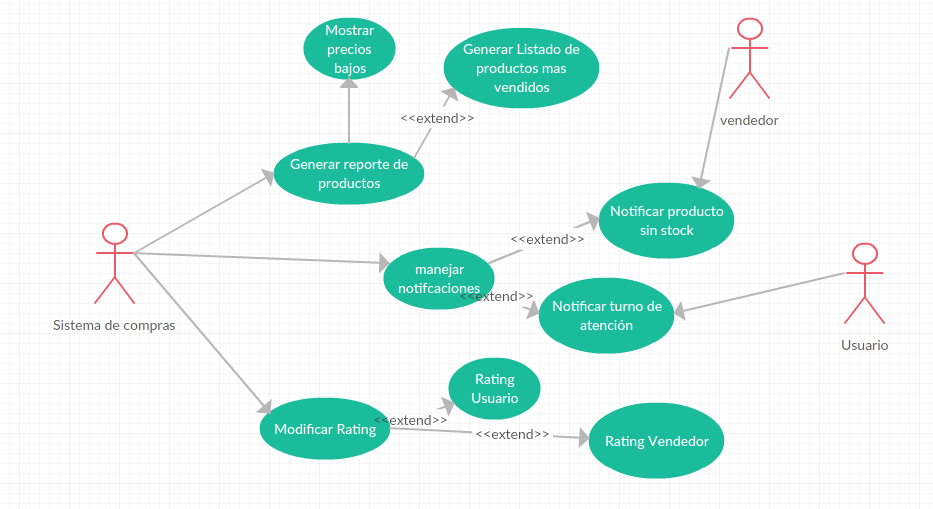 Mostrar
precios
bajos
Generar Listado de
productos mas
vendidos
<<extend>>
vendedor
Generar reporte de
productos
Notificar producto
sin stock
<<extend>>
manejar
notifcaciones
<<extend>>
Notificar turno de
atención
Sistema de compras
Usuario
Rating
Usuario
<<extend>>
Modificar Rating
<<extend>>
Rating Vendedor